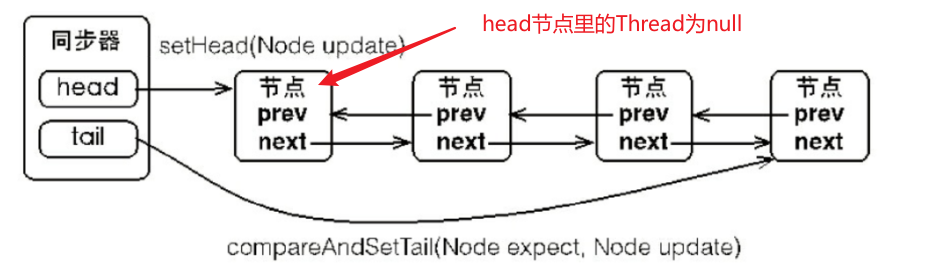 head节点里的Thread为null
同步器
setHead(Node update)
head
tail
节点
prev
next
节点
prev
next
节点
prev
next
节点
prev
next
compareAndSetTail(Node expect, Node update)